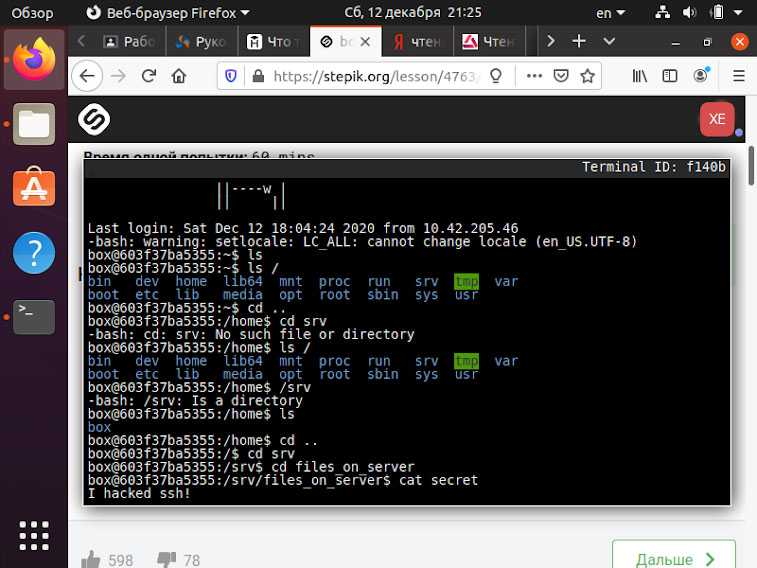 Обзор Веб-браузер Firefox Сб, 12 декабря 21:25 en
Рабо Руко Что т bo чтен Чтен
https://stepik.org/lesson/4763/
XE
Время одной попытки: 60 mins
Terminal ID: f140b
||----w |
|| ||
Last login: Sat Dec 12 18:04:24 2020 from 10.42.205.46
-bash: warning: setlocale: LC_ALL: cannot change locale (en_US.UTF-8)
box@603f37ba5355:~$ ls
box@603f37ba5355:~$ ls /
bin dev home lib64 mnt proc run srv tmp var
boot etc lib media opt root sbin sys usr
box@603f37ba5355:~$ cd ..
box@603f37ba5355:/home$ cd srv
-bash: cd: srv: No such file or directory
box@603f37ba5355:/home$ ls /
bin dev home lib64 mnt proc run srv tmp var
boot etc lib media opt root sbin sys usr
box@603f37ba5355:/home$ /srv
-bash: /srv: Is a directory
box@603f37ba5355:/home$ ls
box
box@603f37ba5355:/home$ cd ..
box@603f37ba5355:/$ cd srv
box@603f37ba5355:/srv$ cd files_on_server
box@603f37ba5355:/srv/files_on_server$ cat secret
I hacked ssh!
598 78 Дальше